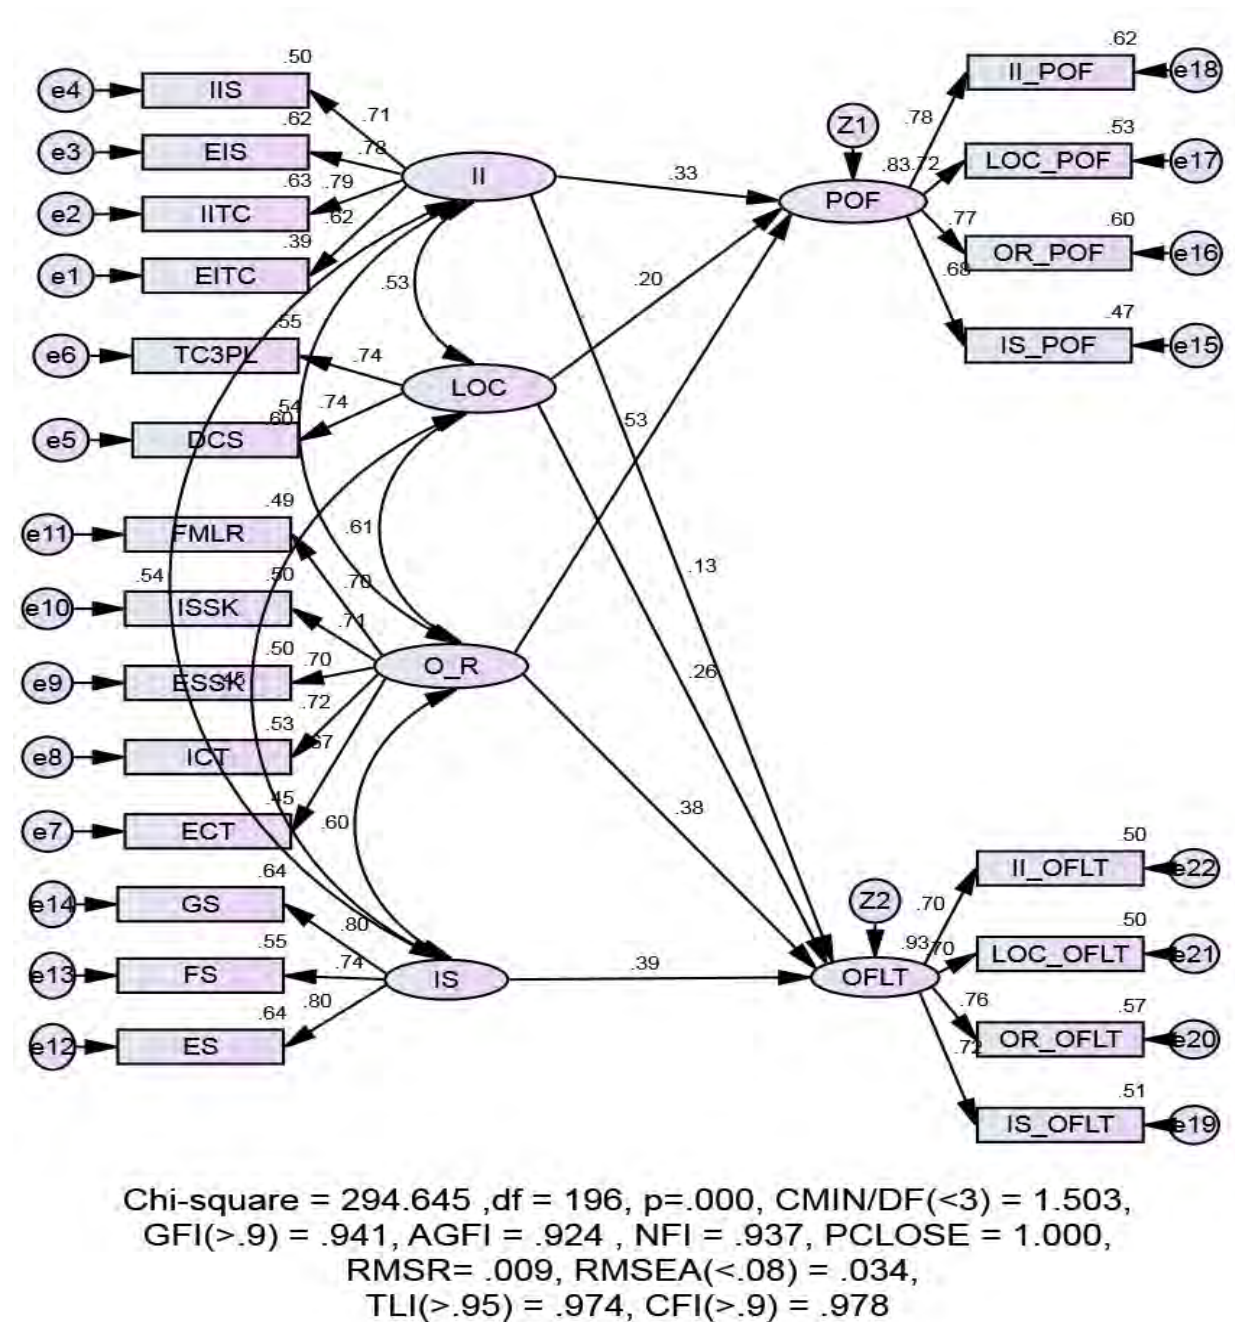 .50
e4 IIS
.71
.62
e3 EIS
.78
.63 .79
e2 IITC
.62
.39
e1 EITC
II
.53
.55
e6 TC3PL
.74
LOC
.54 .74
.60
e5 DCS
.49
e11 FMLR
.61
.54
.50 .70
e10 ISSK
.71
.50 .70
e9 ESSK
.45
O_R
.72
.53
e8 ICT
.67
.45
e7 ECT
.60
.64
e14 GS
.80
.55
e13 FS
.74
IS
.64 .80
e12 ES
.33
.20
.53
.13
.26
.38
.39
Z1
.83
POF
.62
II_POF e18
.78
.53
.72
LOC_POF e17
.77
.60
OR_POF e16
.68
.47
IS_POF e15
Z2
.93
OFLT
.50
II_OFLT e22
.70
.50
.70
LOC_OFLT e21
.76
.57
OR_OFLT e20
.72
.51
IS_OFLT e19
Chi-square = 294.645 ,df = 196, p=.000, CMIN/DF(<3) = 1.503,
GFI(>.9) = .941, AGFI = .924 , NFI = .937, PCLOSE = 1.000,
RMSR= .009, RMSEA(<.08) = .034,
TLI(>.95) = .974, CFI(>.9) = .978